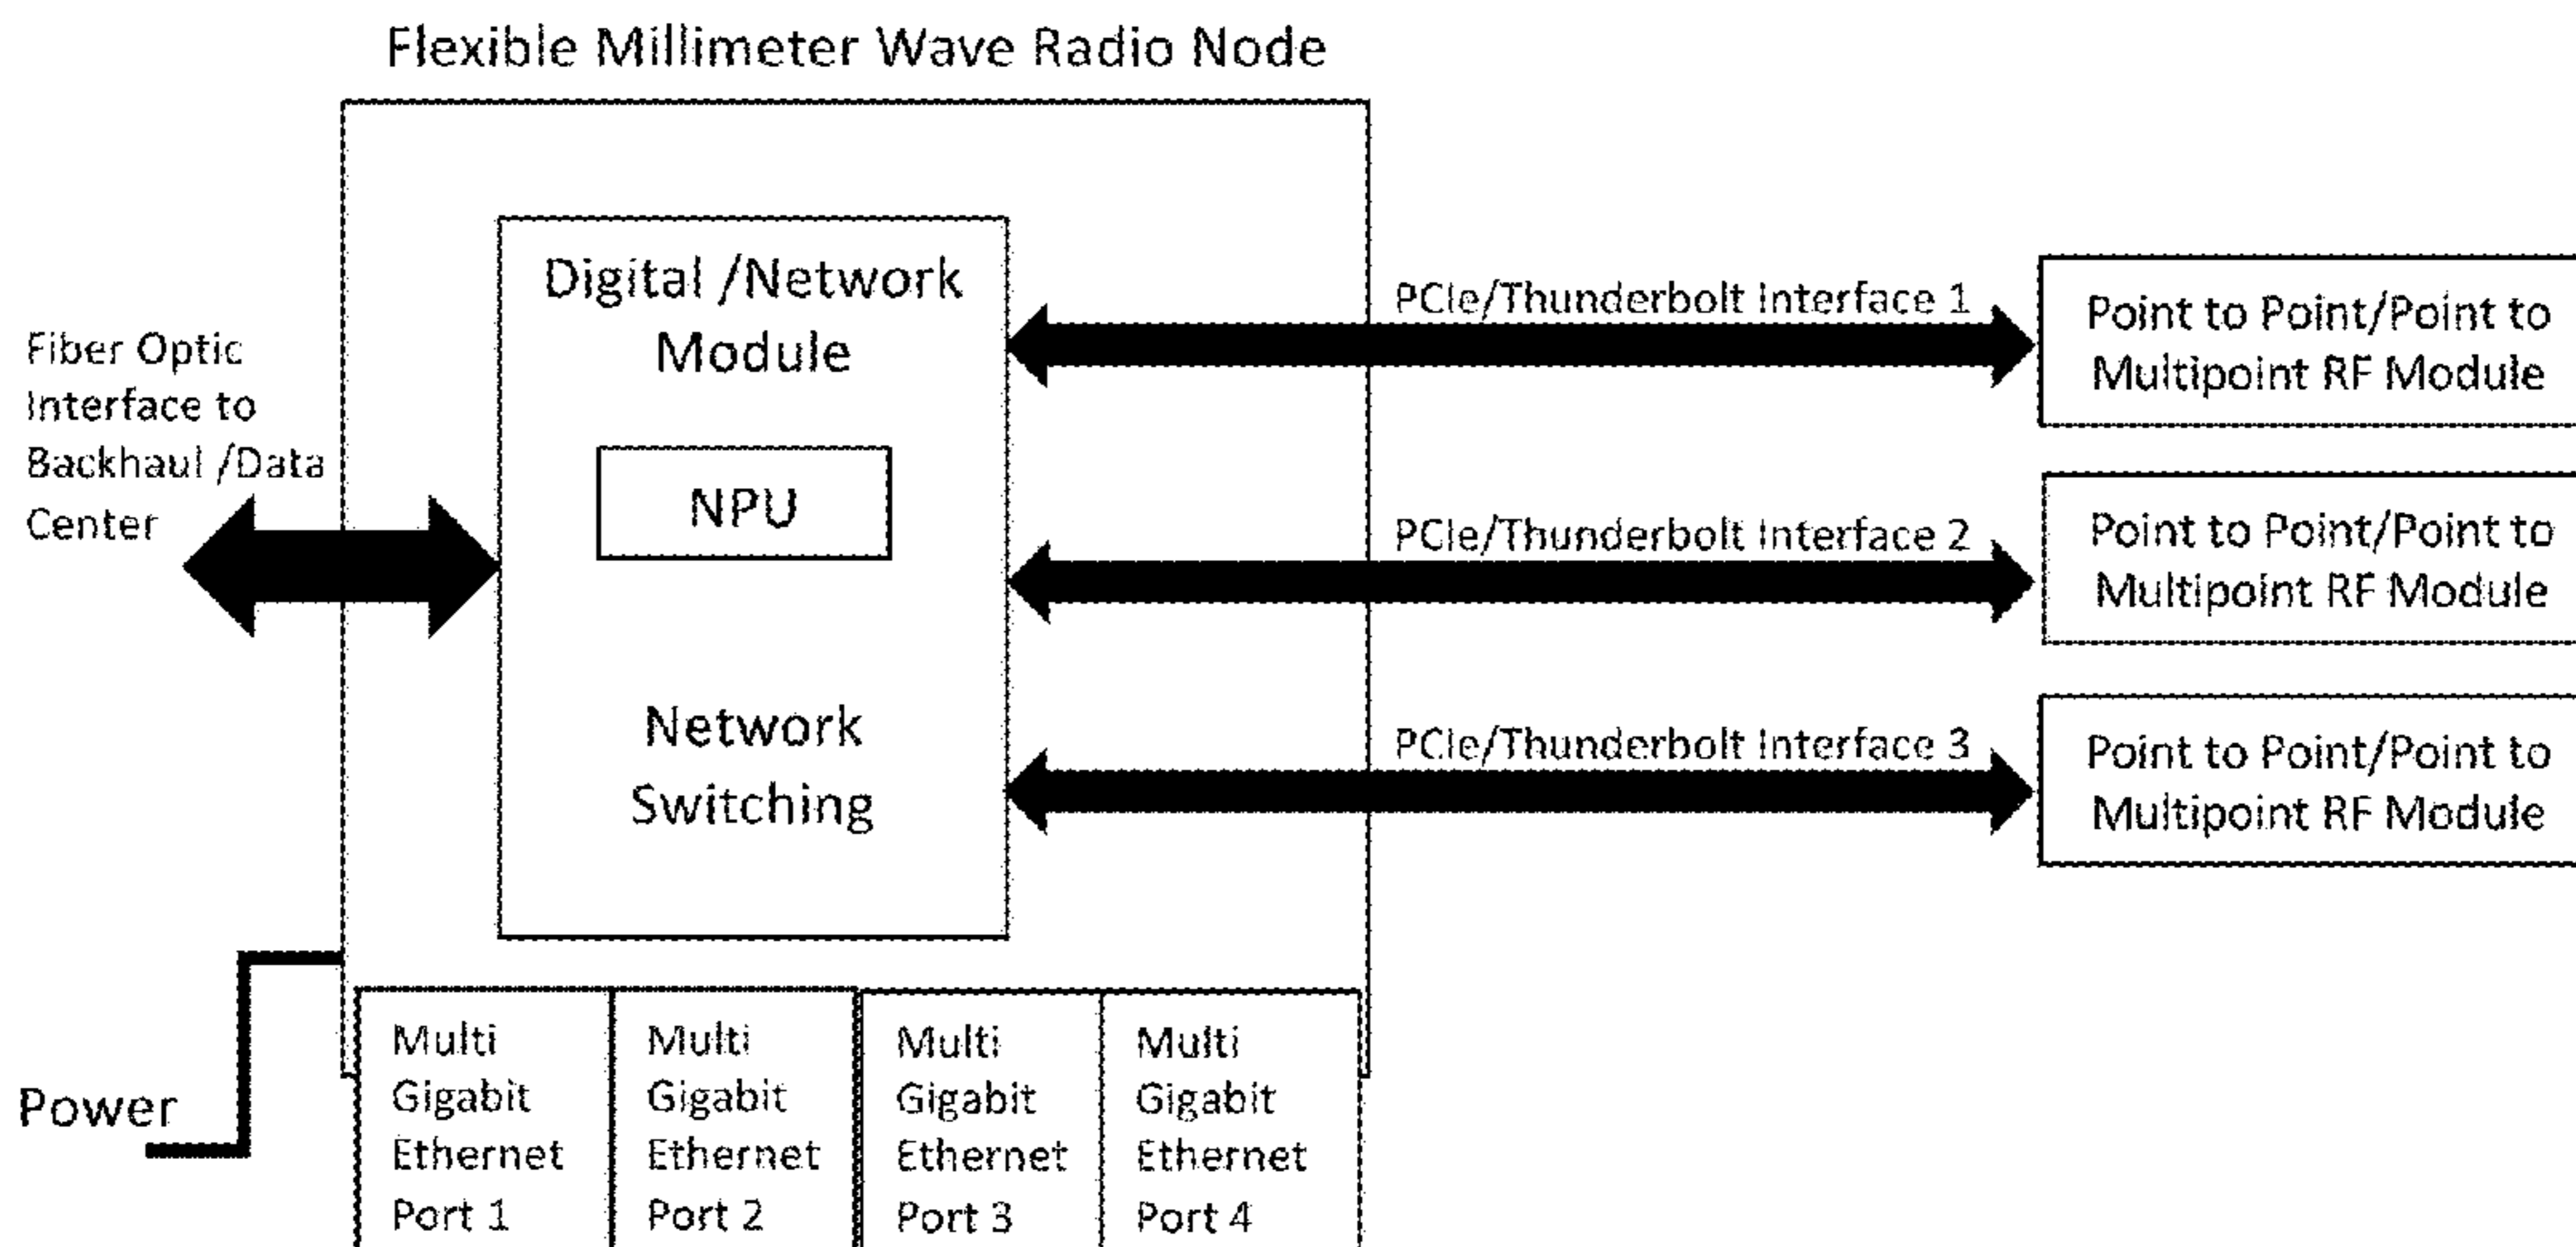 Flexible Millimeter Wave Radio Node
Fiber Optic
Interface to
Backhaul /Data
Center
Digital /Network
Module
NPU
Network
Switching
PCIe/Thunderbolt Interface 1
PCIe/Thunderbolt Interface 2
PCIe/Thunderbolt Interface 3
Point to Point/Point to
Multipoint RF Module
Point to Point/Point to
Multipoint RF Module
Point to Point/Point to
Multipoint RF Module
Power
Multi
Gigabit
Ethernet
Port 1
Multi
Gigabit
Ethernet
Port 2
Multi
Gigabit
Ethernet
Port 3
Multi
Gigabit
Ethernet
Port 4